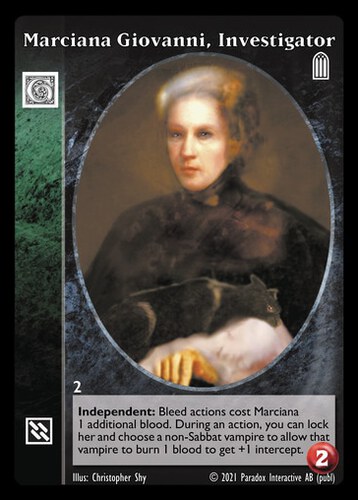 Marciana Giovanni, Investigator
2
Independent: Bleed actions cost Marciana
1 additional blood. During an action, you can lock
her and choose a non-Sabbat vampire to allow that
vampire to burn 1 blood to get +1 intercept.
2
Illus: Christopher Shy
© 2021 Paradox Interactive AB (publ)